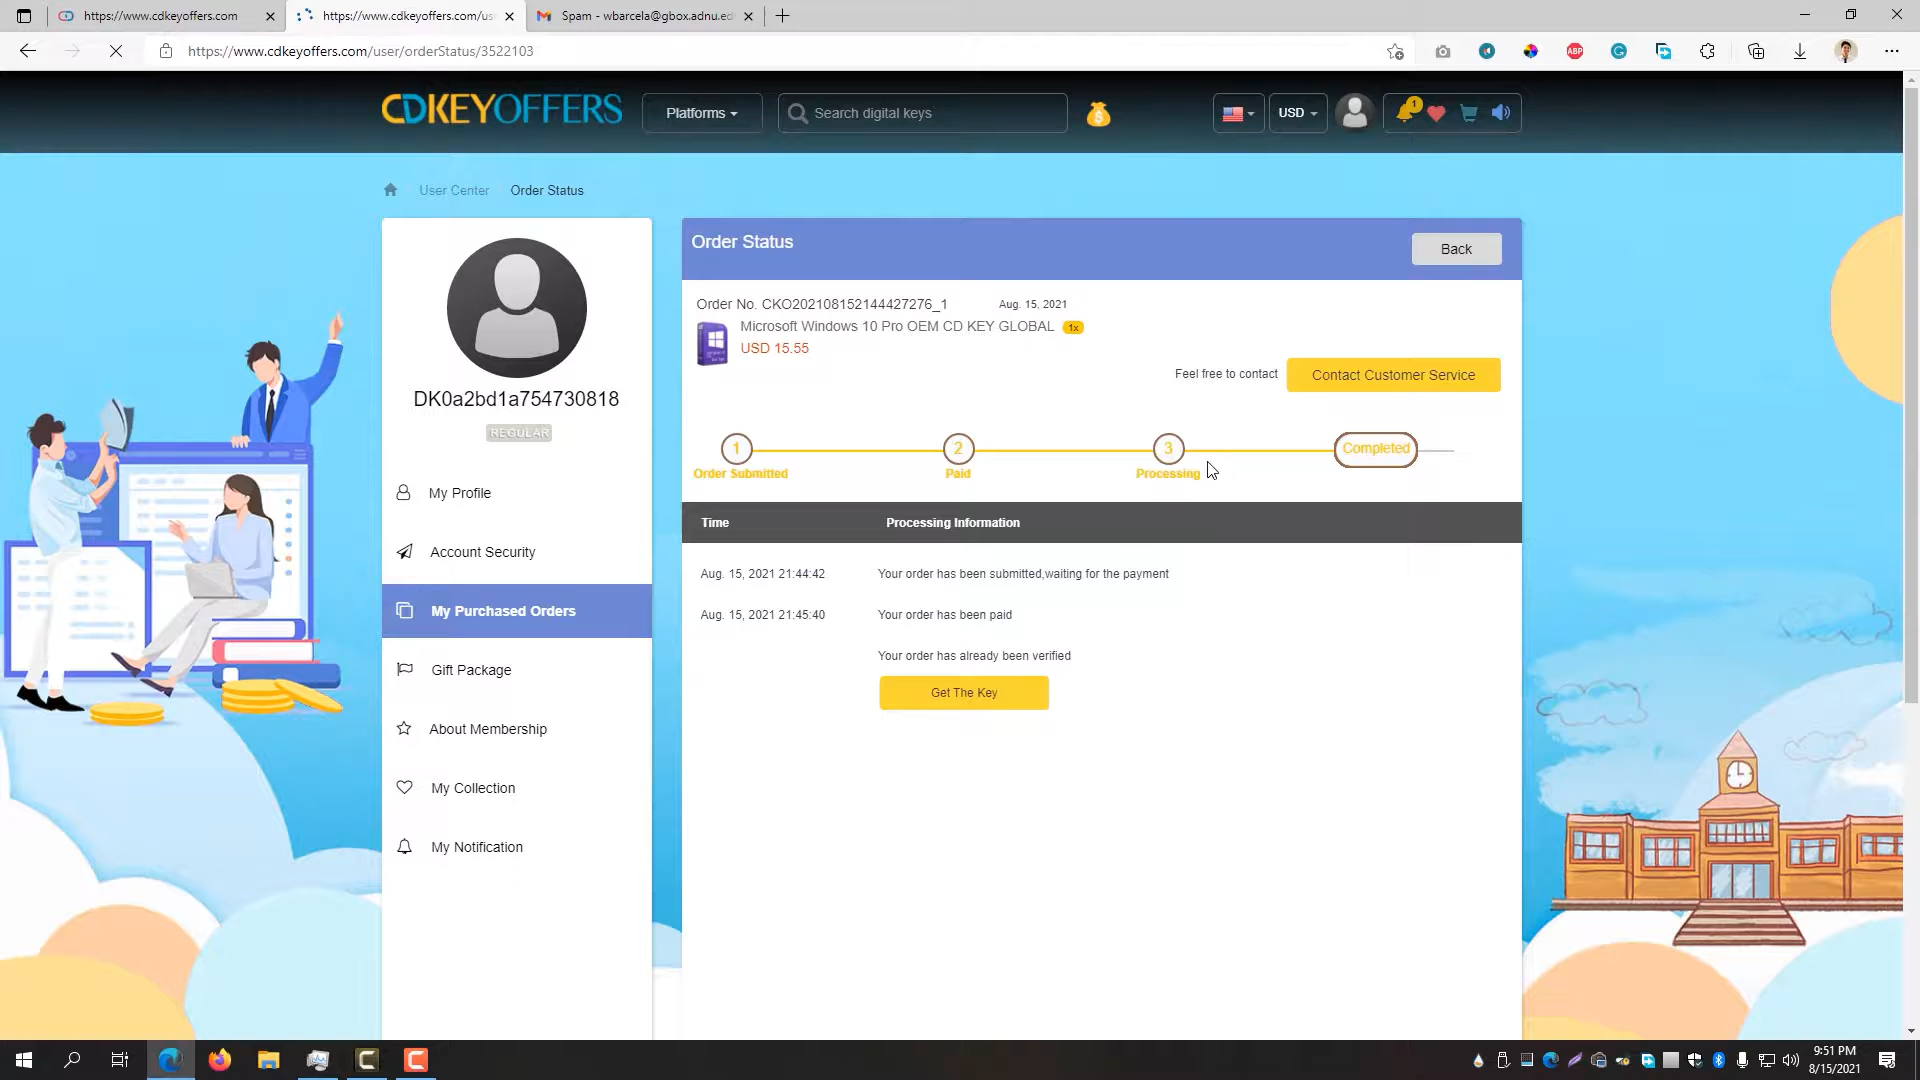 https://www.cdkeyoffers.com
https://www.cdkeyoffers.com/us
Spam - wbarcela@gbox.adnu.ed
https://www.cdkeyoffers.com/user/orderStatus/3522103
ABP
CDKEYOFFERS
Platforms
Search digital keys
USD
1
User Center
Order Status
Order Status
Back
Order No. CKO202108152144427276_1
Aug. 15, 2021
Microsoft Windows 10 Pro OEM CD KEY GLOBAL
1x
USD 15.55
Feel free to contact
Contact Customer Service
DK0a2bd1a754730818
REGULAR
1
2
3
Completed
Order Submitted
Paid
Processing
My Profile
Account Security
My Purchased Orders
Gift Package
About Membership
My Collection
My Notification
Time
Processing Information
Aug. 15, 2021 21:44:42
Your order has been submitted,waiting for the payment
Aug. 15, 2021 21:45:40
Your order has been paid
Your order has already been verified
Get The Key
9:51 PM
8/15/2021